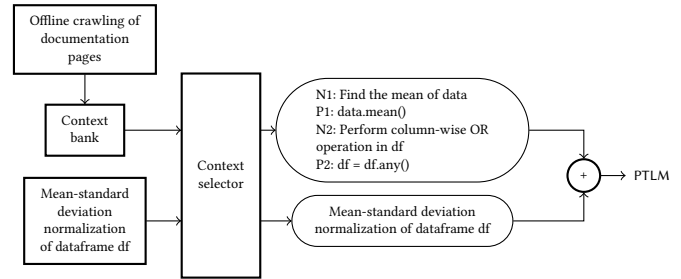 Offline crawling of
documentation
pages
Context
bank
Mean-standard
deviation
normalization
of dataframe df
Context
selector
N1: Find the mean of data
P1: data.mean()
N2: Perform column-wise OR
operation in df
P2: df = df.any()
Mean-standard deviation
normalization of dataframe df
+
PTLM